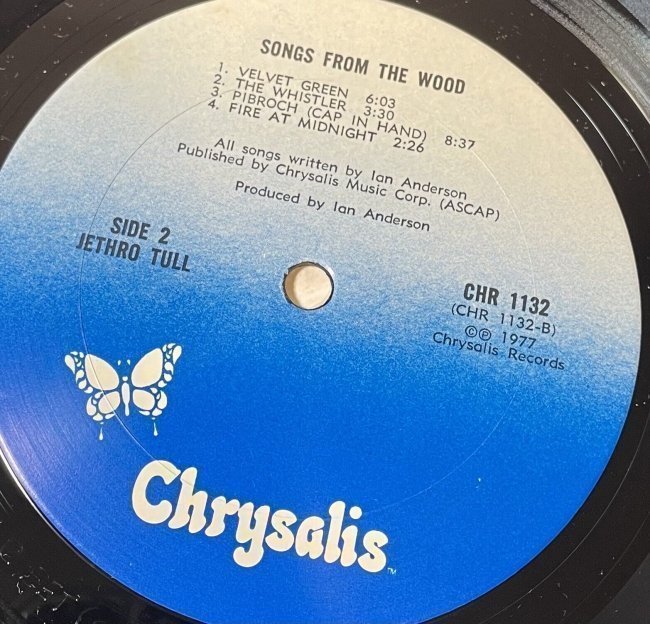 SONGS FROM THE WOOD
1. VELVET GREEN 6:03
2. THE WHISTLER 3:30
3. PIBROCH (CAP IN HAND) 8:37
4. FIRE AT MIDNIGHT 2:26
All songs written by Ian Anderson
Published by Chrysalis Music Corp. (ASCAP)
Produced by Ian Anderson
SIDE 2
JETHRO TULL
CHR 1132
(CHR 1132-B)
©℗ 1977
Chrysalis Records
Chrysalis™